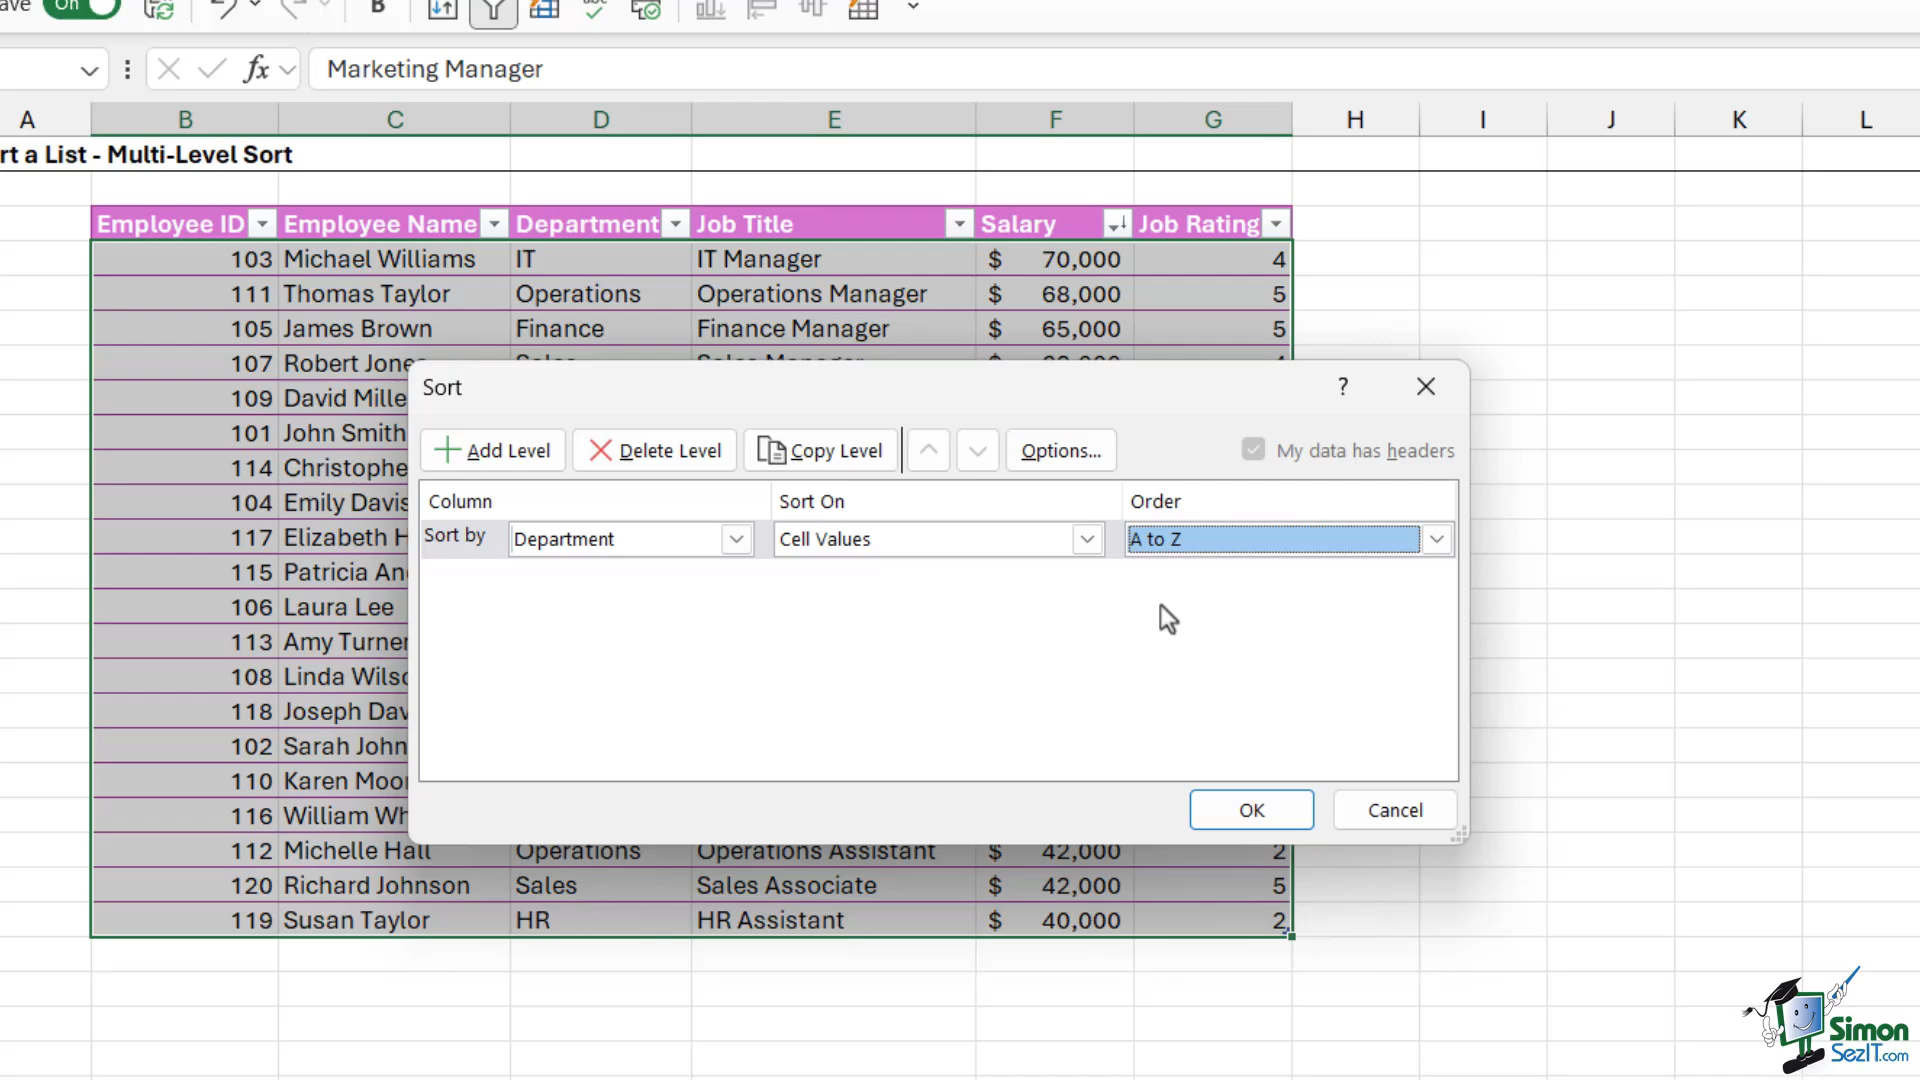 ave On B
fx Marketing Manager
A B C D E F G H I J K L
rt a List - Multi-Level Sort
Employee ID Employee Name Department Job Title Salary Job Rating
103 Michael Williams IT IT Manager $ 70,000 4
111 Thomas Taylor Operations Operations Manager $ 68,000 5
105 James Brown Finance Finance Manager $ 65,000 5
107 Robert Jone
109 David Mille
101 John Smith
114 Christophe
104 Emily Davis
117 Elizabeth H
115 Patricia An
106 Laura Lee
113 Amy Turner
108 Linda Wils
118 Joseph Dav
102 Sarah John
110 Karen Moo
116 William Wh
112 Michelle Hall Operations Operations Assistant $ 42,000 2
120 Richard Johnson Sales Sales Associate $ 42,000 5
119 Susan Taylor HR HR Assistant $ 40,000 2
Sort ?
Add Level Delete Level Copy Level Options... My data has headers
Column Sort On Order
Sort by Department Cell Values A to Z
OK Cancel
Simon
SezIT.com